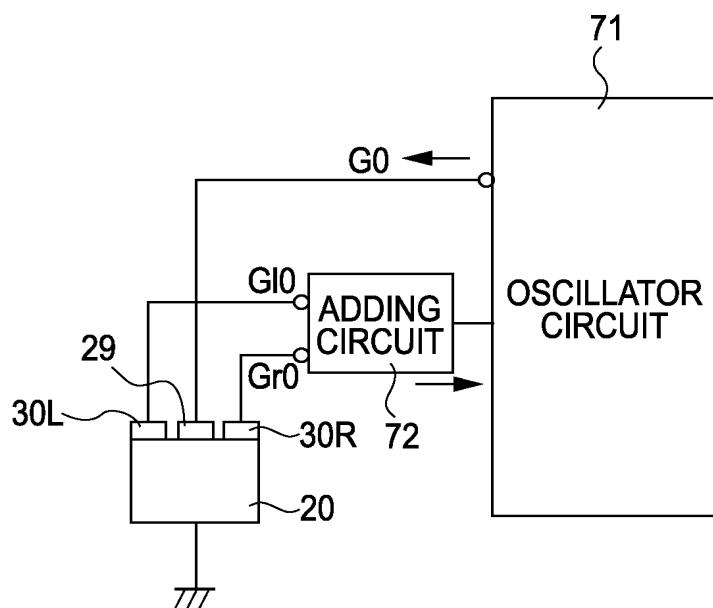 71
G0
Gl0
ADDING
CIRCUIT
OSCILLATOR
CIRCUIT
29
Gr0
30L
30R
72
20